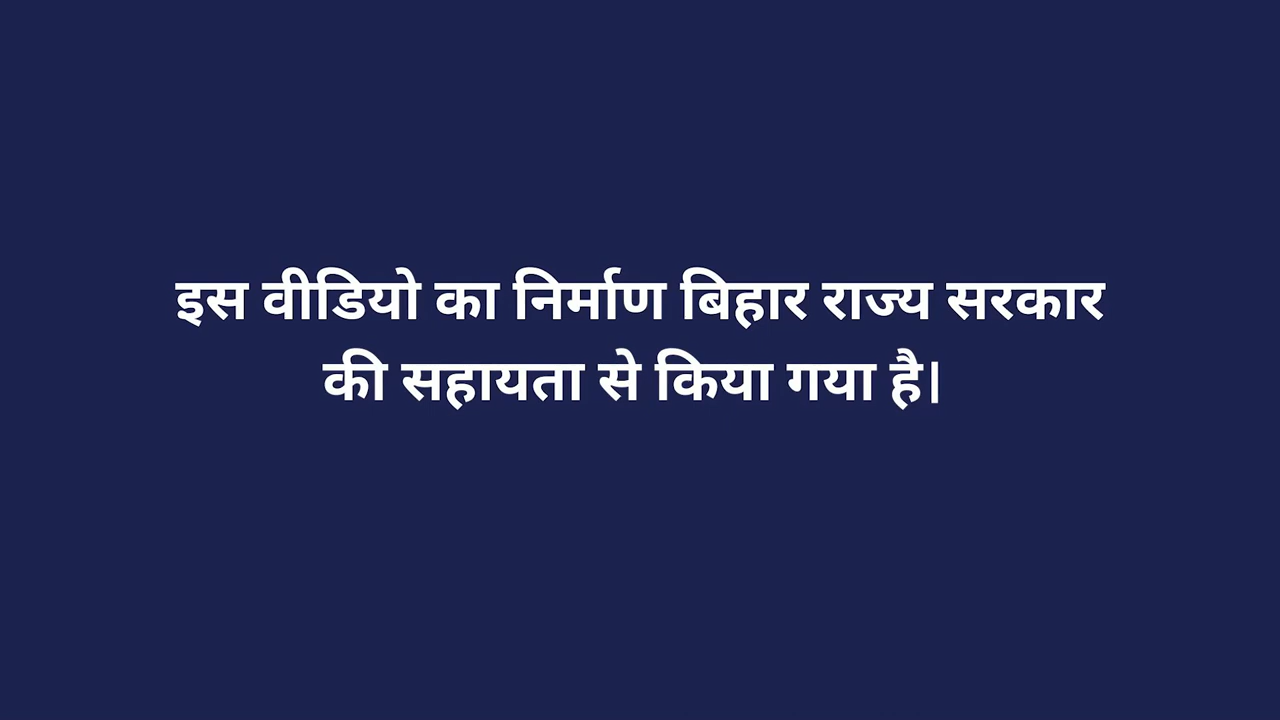 इस वीडियो का निर्माण बिहार राज्य सरकार
की सहायता से किया गया है।